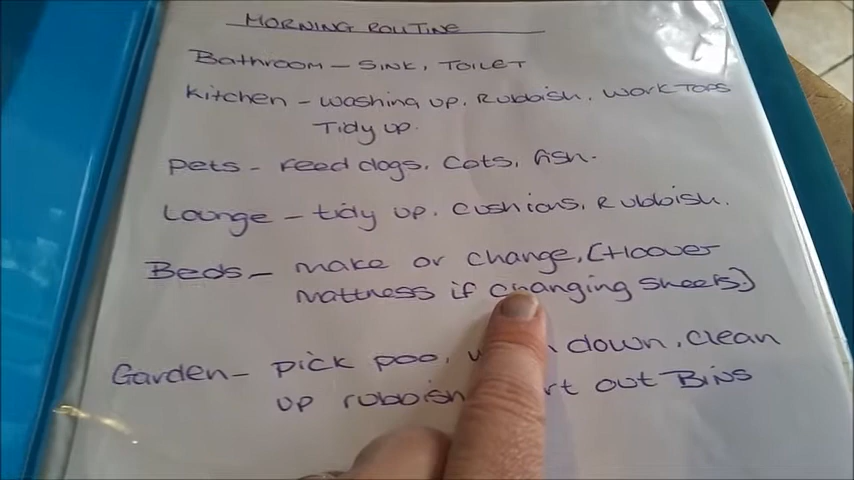 MORNING ROUTINE
Bathroom - SINK, TOILET
Kitchen - washing up, Rubbish, WORKTOPS
Tidy up.
Pets - Feed dogs, Cats, fish.
Lounge - tidy up, cushions, Rubbish.
Beds - make or change, (Hoover
mattness if changing sheets)
Garden - pick poo, down, clean
up rubbish out Bins